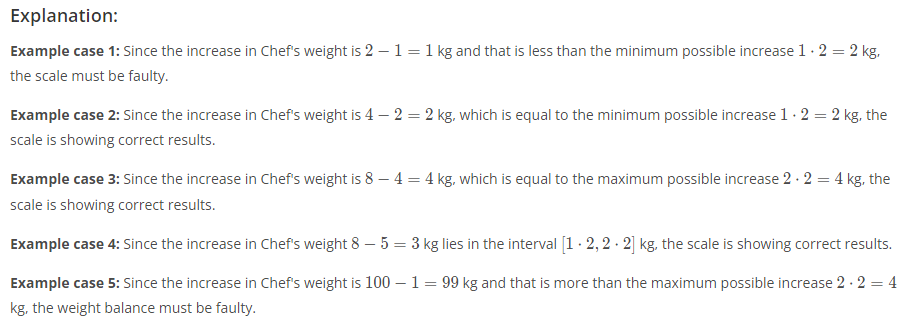 Explanation:
Example case 1: Since the increase in Chef's weight is 2 − 1 = 1 kg and that is less than the minimum possible increase 1 · 2 = 2 kg,
the scale must be faulty.
Example case 2: Since the increase in Chef's weight is 4 − 2 = 2 kg, which is equal to the minimum possible increase 1 · 2 = 2 kg, the
scale is showing correct results.
Example case 3: Since the increase in Chef's weight is 8 − 4 = 4 kg, which is equal to the maximum possible increase 2 · 2 = 4 kg, the
scale is showing correct results.
Example case 4: Since the increase in Chef's weight 8 − 5 = 3 kg lies in the interval [1 · 2, 2 · 2] kg, the scale is showing correct results.
Example case 5: Since the increase in Chef's weight is 100 − 1 = 99 kg and that is more than the maximum possible increase 2 · 2 = 4
kg, the weight balance must be faulty.